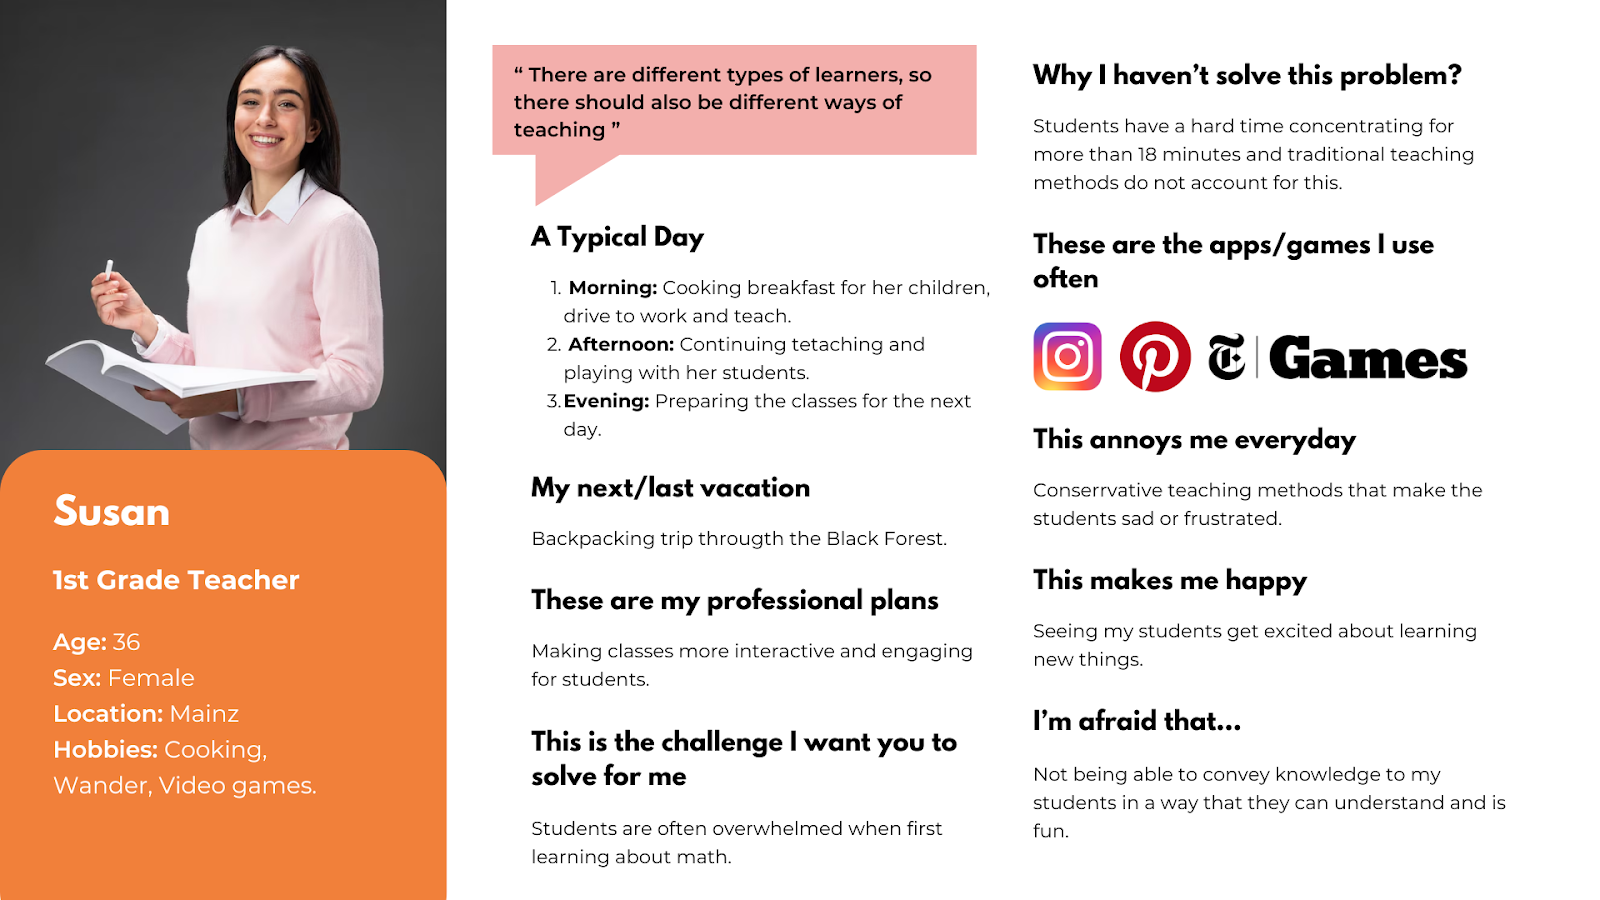 “ There are different types of learners, so
there should also be different ways of
teaching ”
A Typical Day
1. Morning: Cooking breakfast for her children,
drive to work and teach.
2. Afternoon: Continuing tetaching and
playing with her students.
3. Evening: Preparing the classes for the next
day.
My next/last vacation
Backpacking trip througth the Black Forest.
These are my professional plans
Making classes more interactive and engaging
for students.
This is the challenge I want you to
solve for me
Students are often overwhelmed when first
learning about math.
Why I haven’t solve this problem?
Students have a hard time concentrating for
more than 18 minutes and traditional teaching
methods do not account for this.
These are the apps/games I use
often
T | Games
This annoys me everyday
Conserrvative teaching methods that make the
students sad or frustrated.
This makes me happy
Seeing my students get excited about learning
new things.
I’m afraid that...
Not being able to convey knowledge to my
students in a way that they can understand and is
fun.
Susan
1st Grade Teacher
Age: 36
Sex: Female
Location: Mainz
Hobbies: Cooking,
Wander, Video games.